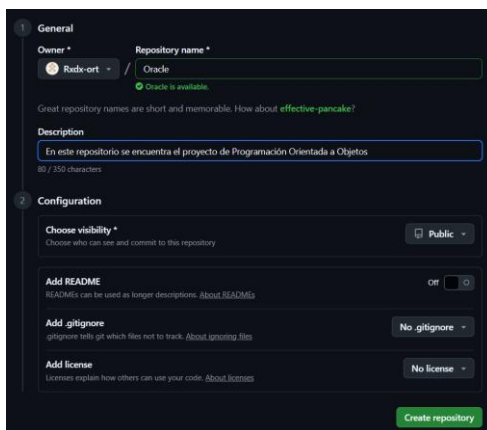 1 General
Owner * Repository name *
Rxdx-ort / Oracle
Oracle is available.
Great repository names are short and memorable. How about effective-pancake?
Description
En este repositorio se encuentra el proyecto de Programación Orientada a Objetos
80 / 350 characters
2 Configuration
Choose visibility * Public
Choose who can see and commit to this repository
Add README Off
READMEs can be used as longer descriptions. About READMEs
Add .gitignore No .gitignore
.gitignore tells git which files not to track. About ignoring files
Add license No license
Licenses explain how others can use your code. About licenses
Create repository